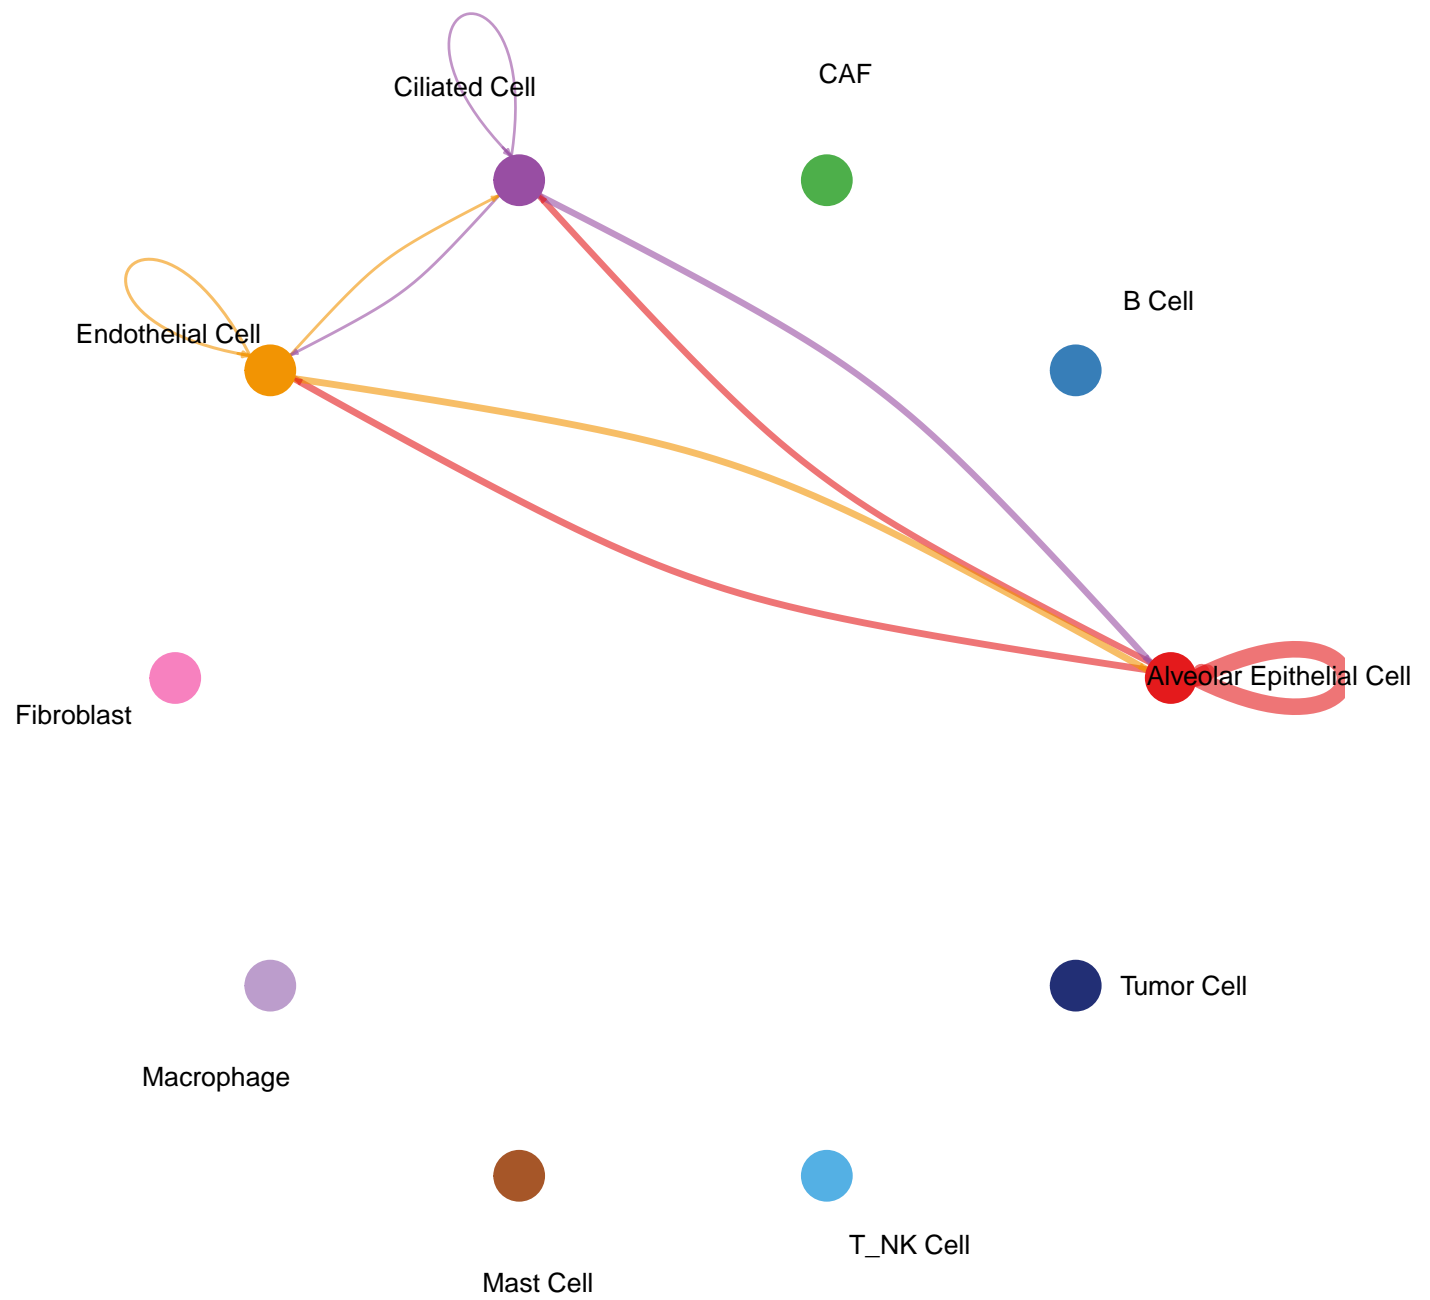 CAF
Ciliated Cell
B Cell
Endothelial Cell
Alveolar Epithelial Cell
Fibroblast
Tumor Cell
Macrophage
T_NK Cell
Mast Cell